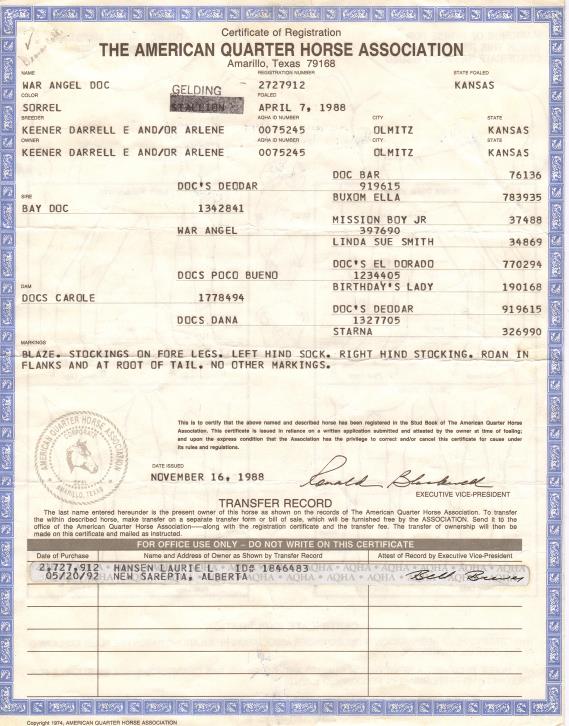 Certificate of Registration
THE AMERICAN QUARTER HORSE ASSOCIATION
Amarillo, Texas 79168
NAME REGISTRATION NUMBER STATE FOALED
WAR ANGEL DOC 2727912 KANSAS
COLOR GELDING FOALED
SORREL STALLION APRIL 7, 1988
BREEDER AQHA ID NUMBER CITY STATE
KEENER DARRELL E AND/OR ARLENE 0075245 OLMITZ KANSAS
OWNER AQHA ID NUMBER CITY STATE
KEENER DARRELL E AND/OR ARLENE 0075245 OLMITZ KANSAS
DOC BAR 76136
DOC'S DEODAR 919615
BUXOM ELLA 783935
SIRE
BAY DOC 1342841
MISSION BOY JR 37488
WAR ANGEL 397690
LINDA SUE SMITH 34869
DOC'S EL DORADO 770294
DOCS POCO BUENO 1234405
BIRTHDAY'S LADY 190168
DAM
DOCS CAROLE 1778494
DOC'S DEODAR 919615
DOCS DANA 1327705
STARNA 326990
MARKINGS
BLAZE. STOCKINGS ON FORE LEGS. LEFT HIND SOCK. RIGHT HIND STOCKING. ROAN IN
FLANKS AND AT ROOT OF TAIL. NO OTHER MARKINGS.
This is to certify that the above named and described horse has been registered in the Stud Book of The American Quarter Horse
Association. This certificate is issued in reliance on a written application submitted and attested by the owner at time of foaling;
and upon the express condition that the Association has the privilege to correct and/or cancel this certificate for cause under
its rules and regulations.
AMERICAN QUARTER HORSE ASSOCIATION
AMARILLO, TEXAS
DATE ISSUED
NOVEMBER 16, 1988
Ronald Blackwell
EXECUTIVE VICE-PRESIDENT
TRANSFER RECORD
The last name entered hereunder is the present owner of this horse as shown on the records of The American Quarter Horse Association. To transfer
the within described horse, make transfer on a separate transfer form or bill of sale, which will be furnished free by the ASSOCIATION. Send it to the
office of the American Quarter Horse Association—along with the registration certificate and the transfer fee. The transfer of ownership will then be
made on this certificate and mailed as instructed.
FOR OFFICE USE ONLY – DO NOT WRITE ON THIS CERTIFICATE
Date of Purchase Name and Address of Owner as Shown by Transfer Record Attest of Record by Executive Vice-President
2,727,912 HANSEN LAURIE L ID# 1846483
05/20/92 NEW SAREPTA, ALBERTA
Copyright 1974, AMERICAN QUARTER HORSE ASSOCIATION